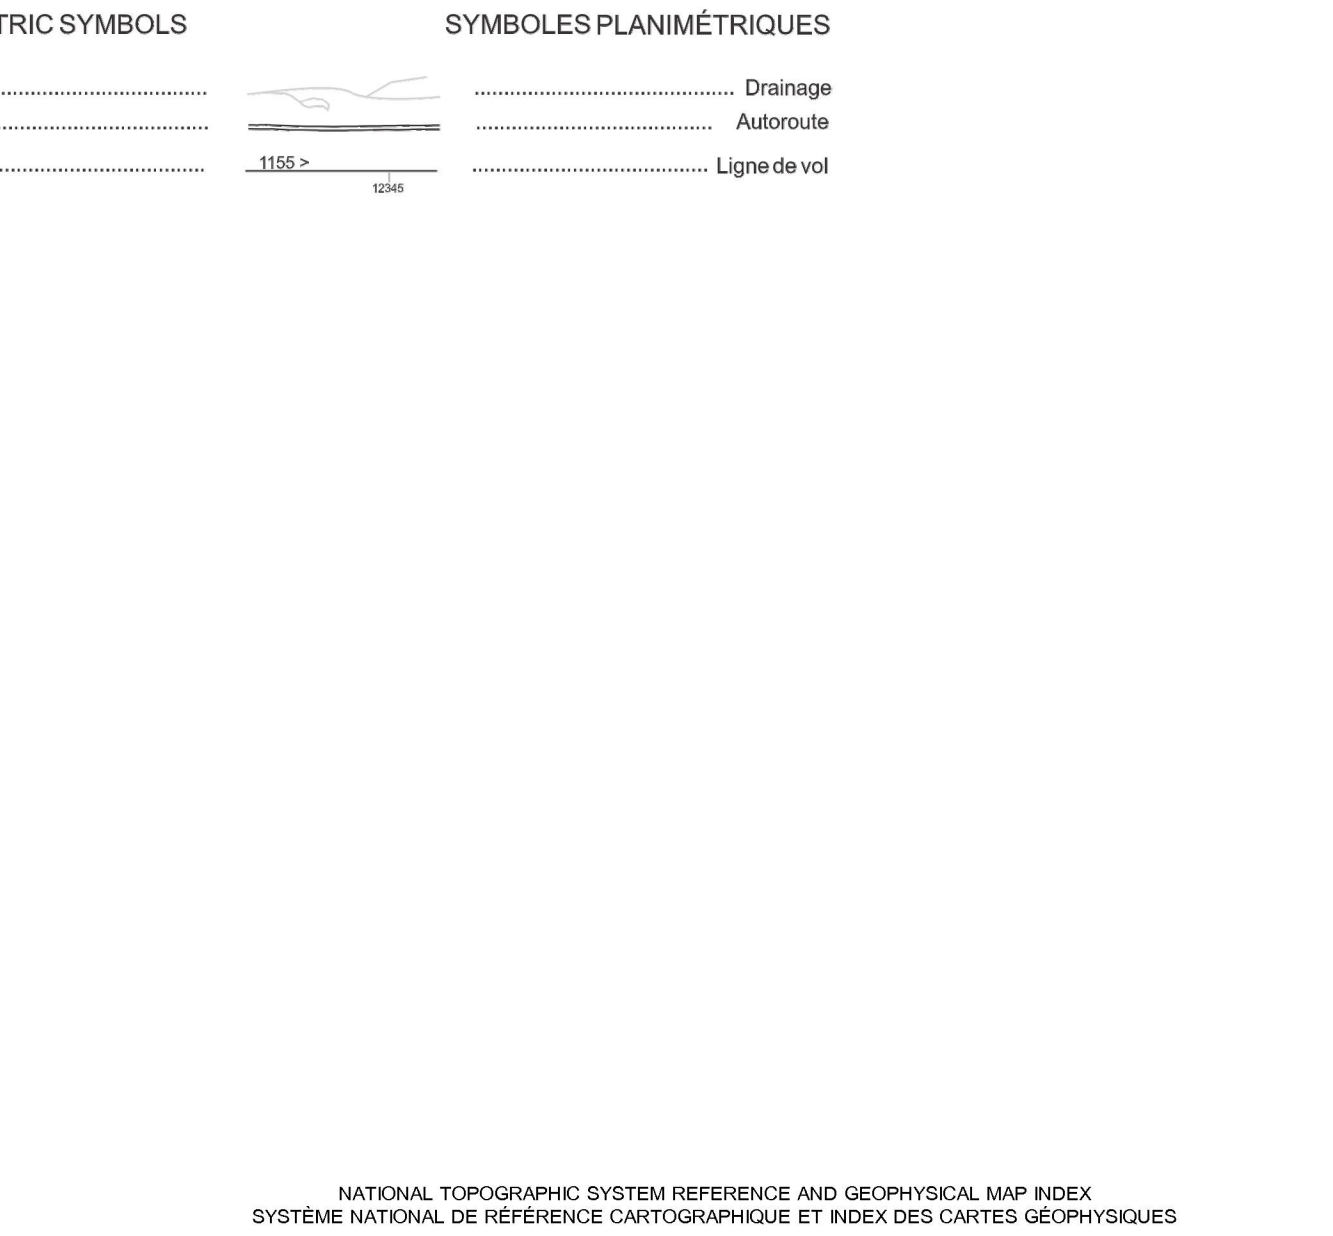 TRIC SYMBOLS SYMBOLES PLANIMÉTRIQUES
.................................... ............................................ Drainage
.................................... ........................................ Autoroute
1155 >
................................... ........................................ Ligne de vol
12345
NATIONAL TOPOGRAPHIC SYSTEM REFERENCE AND GEOPHYSICAL MAP INDEX
SYSTÈME NATIONAL DE RÉFÉRENCE CARTOGRAPHIQUE ET INDEX DES CARTES GÉOPHYSIQUES